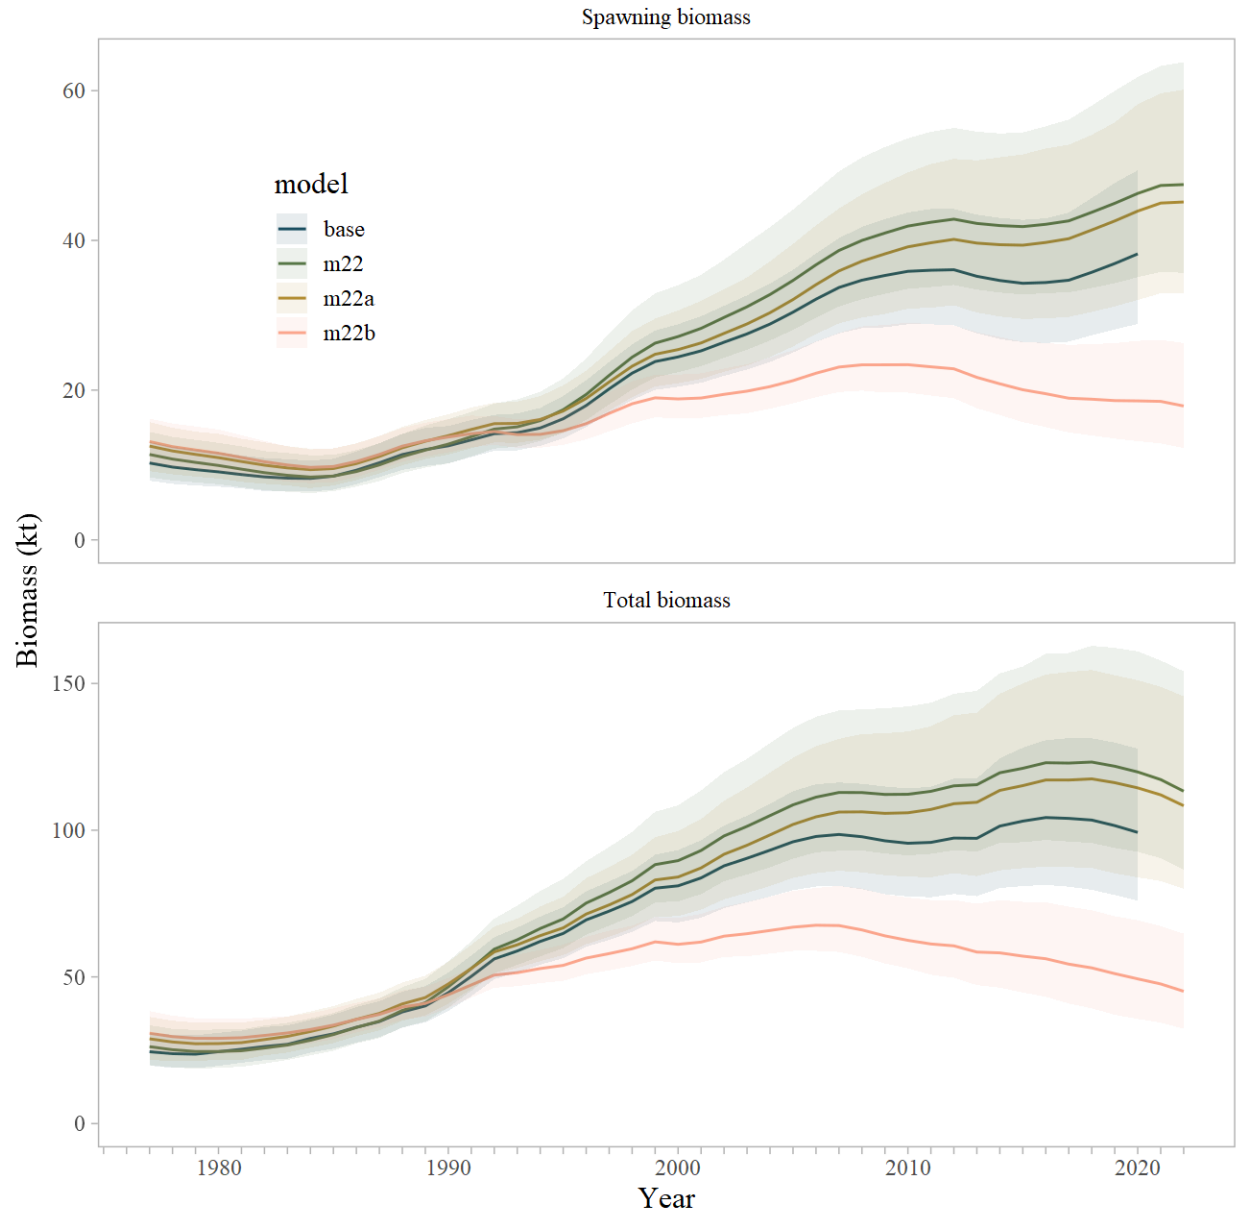 Spawning biomass
60
40
20
0
model
base
m22
m22a
m22b
Biomass (kt)
Total biomass
150
100
50
0
1980 1990 2000 2010 2020
Year